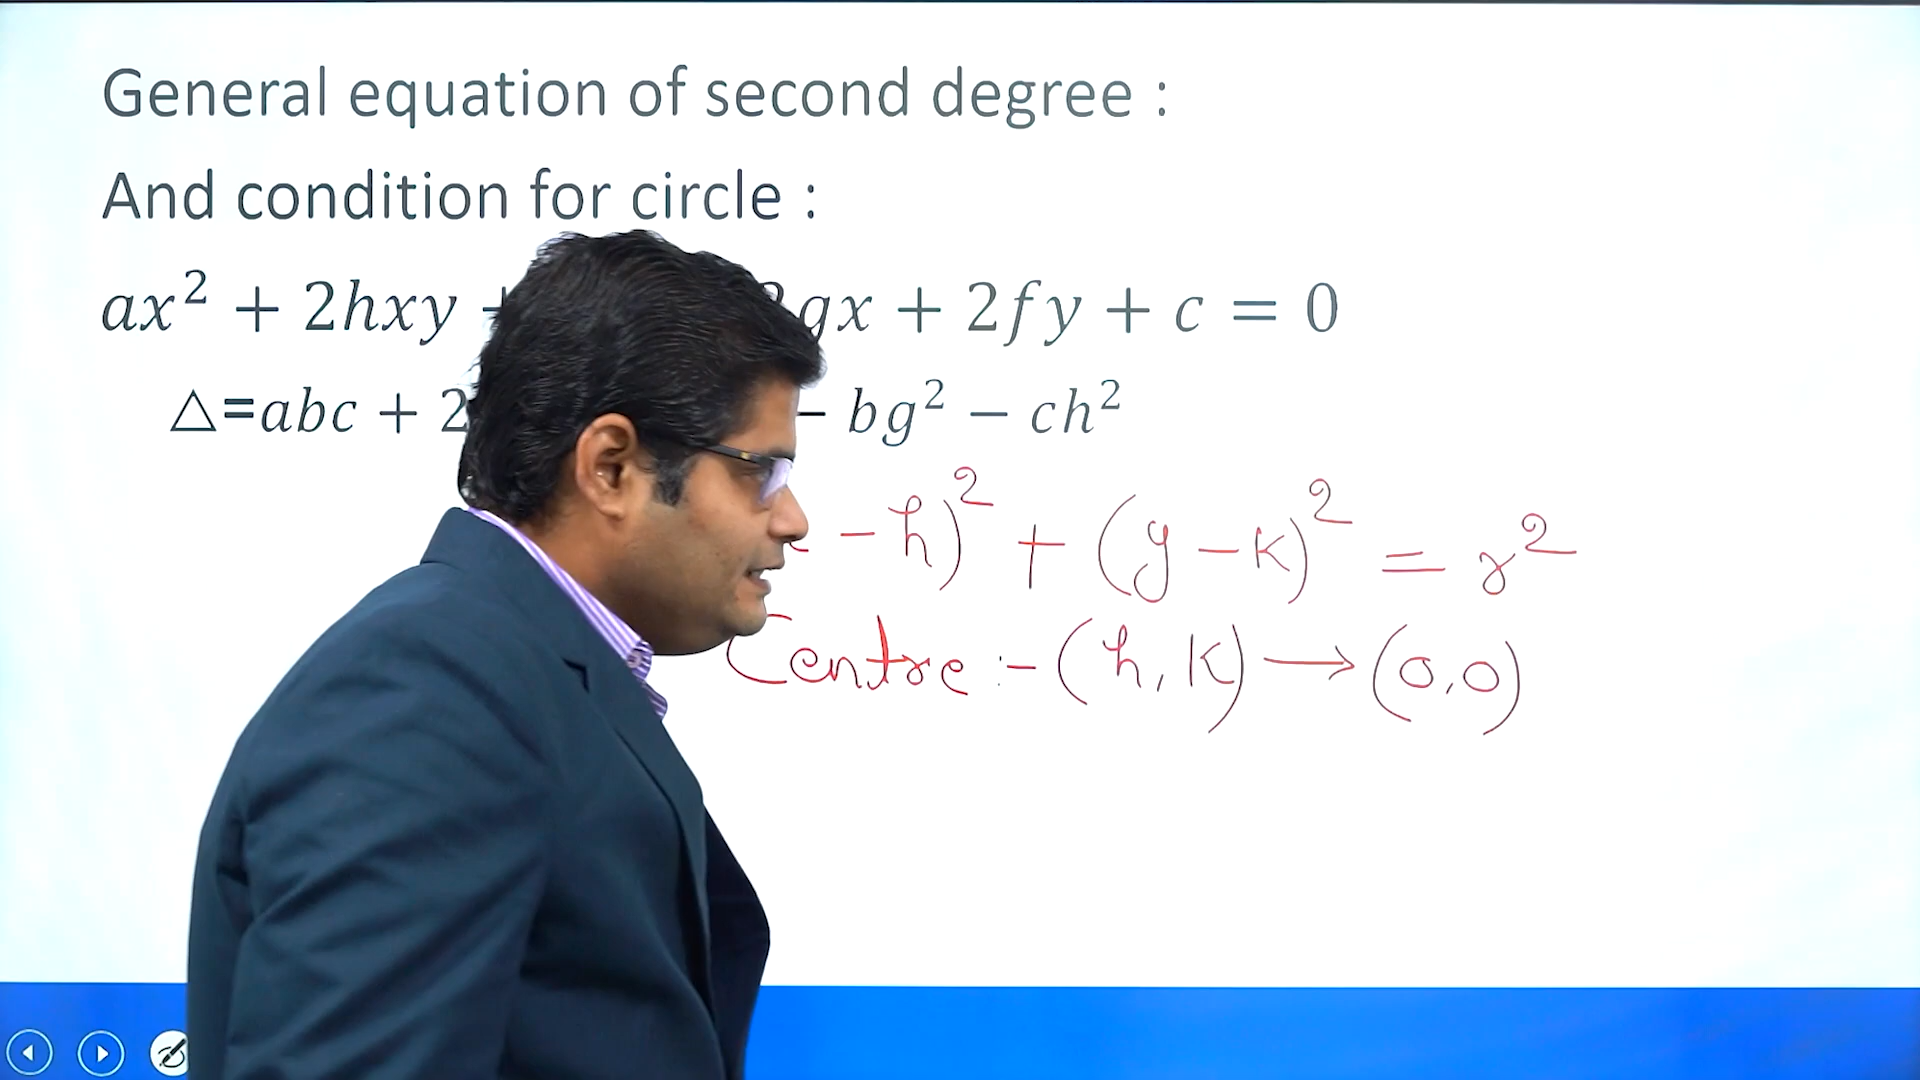 General equation of second degree :
And condition for circle :
ax² + 2hxy + gx + 2fy + c = 0
△=abc + 2 − bg² − ch²
− h)² + (y − k)² = r²
Centre :- (h, k) → (0,0)